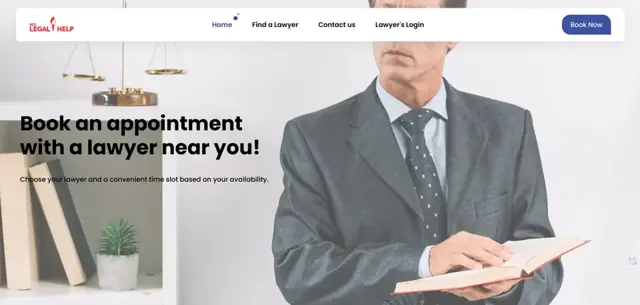 MY
LEGAL HELP
Home
Find a Lawyer
Contact us
Lawyer's Login
Book Now
Book an appointment
with a lawyer near you!
Choose your lawyer and a convenient time slot based on your availability.